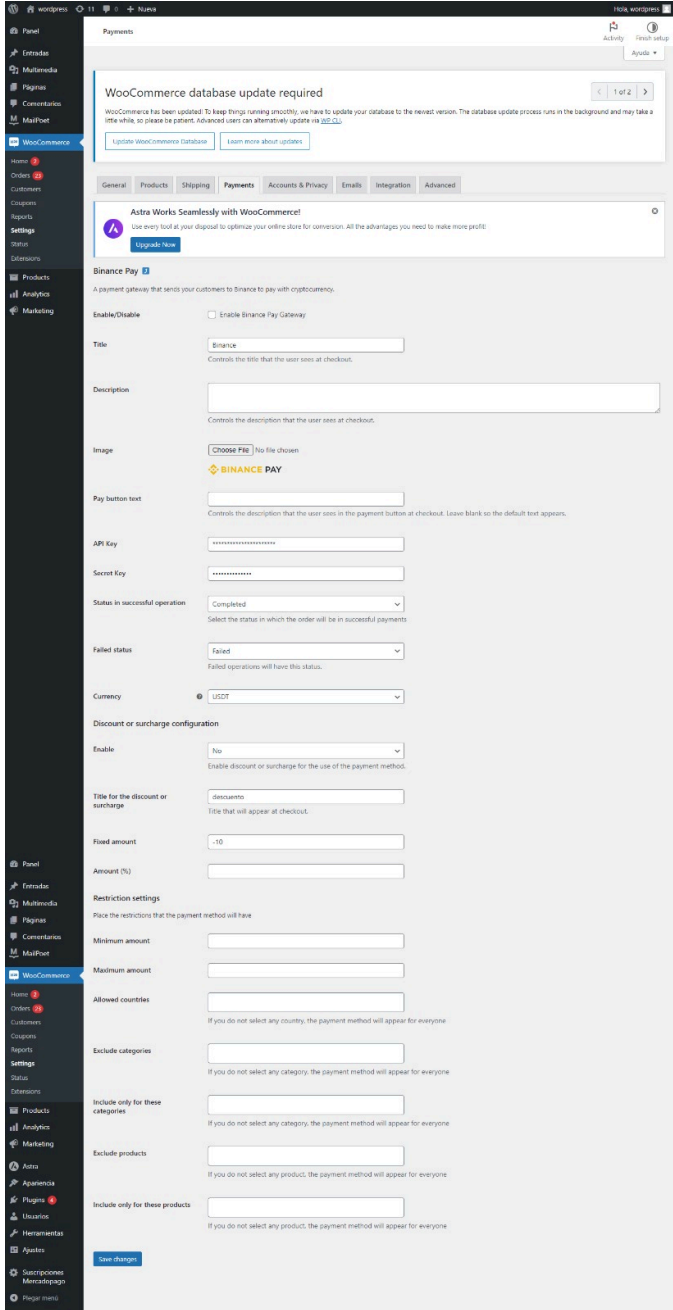 wordpress 11 0 + Nueva Hola, wordpress
Panel
Payments
Activity
Finish setup
Ayuda
Entradas
Multimedia
Páginas
Comentarios
MailPoet
WooCommerce
Home 2
Orders 23
Customers
Coupons
Reports
Settings
Status
Extensions
Products
Analytics
Marketing
WooCommerce database update required
< 1 of 2 >
WooCommerce has been updated! To keep things running smoothly, we have to update your database to the newest version. The database update process runs in the background and may take a
little while, so please be patient. Advanced users can alternatively update via WP CLI.
Update WooCommerce Database Learn more about updates
General Products Shipping Payments Accounts & Privacy Emails Integration Advanced
Astra Works Seamlessly with WooCommerce!
Use every tool at your disposal to optimize your online store for conversion. All the advantages you need to make more profit!
Upgrade Now
Binance Pay
A payment gateway that sends your customers to Binance to pay with cryptocurrency.
Enable/Disable Enable Binance Pay Gateway
Title Binance
Controls the title that the user sees at checkout.
Description
Controls the description that the user sees at checkout.
Image Choose File No file chosen
BINANCE PAY
Pay button text
Controls the description that the user sees in the payment button at checkout. Leave blank so the default text appears.
API Key
Secret Key
Status in successful operation Completed
Select the status in which the order will be in successful payments
Failed status Failed
Failed operations will have this status.
Currency USDT
Discount or surcharge configuration
Enable No
Enable discount or surcharge for the use of the payment method.
Title for the discount or
surcharge
descuento
Title that will appear at checkout.
Fixed amount -10
Amount (%)
Restriction settings
Place the restrictions that the payment method will have
Minimum amount
Maximum amount
Allowed countries
If you do not select any country, the payment method will appear for everyone
Exclude categories
If you do not select any category, the payment method will appear for everyone
Include only for these
categories
If you do not select any category, the payment method will appear for everyone
Exclude products
If you do not select any product, the payment method will appear for everyone
Include only for these products
If you do not select any product, the payment method will appear for everyone
Save changes
Panel
Entradas
Multimedia
Páginas
Comentarios
MailPoet
WooCommerce
Home 2
Orders 23
Customers
Coupons
Reports
Settings
Status
Extensions
Products
Analytics
Marketing
Astra
Apariencia
Plugins 4
Usuarios
Herramientas
Ajustes
Suscripciones
Mercadopago
Plegar menú